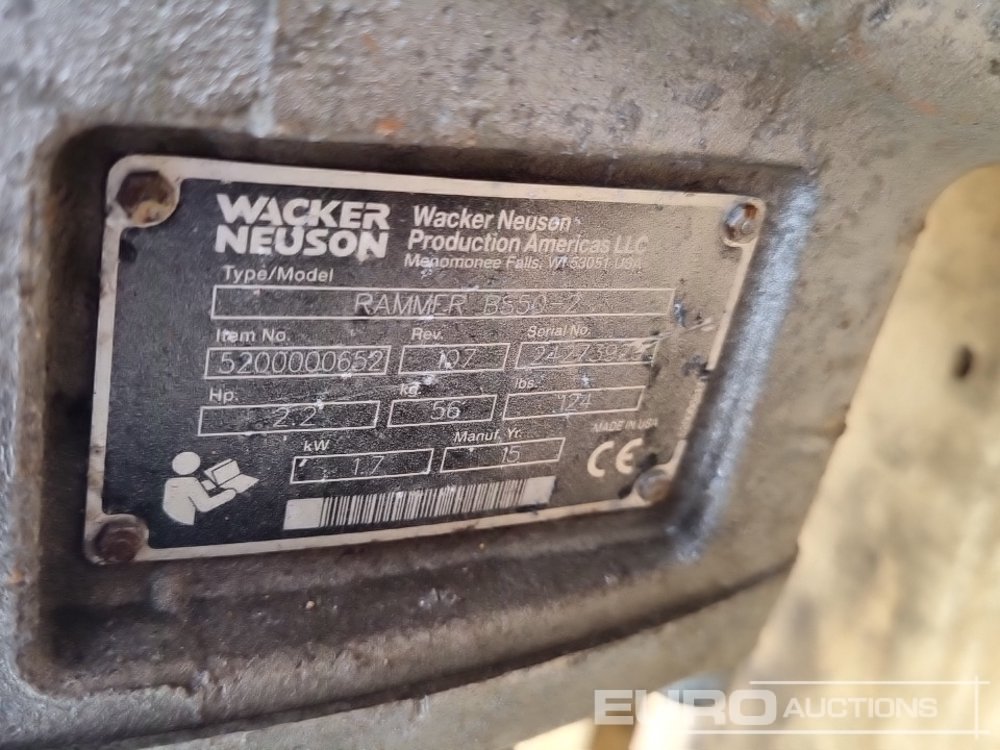 WACKER NEUSON
Wacker Neuson
Production Americas LLC
Menomonee Falls, WI 53051 USA
Type/Model
RAMMER BS50-2
Item No. Rev. Serial No.
5200000652 107
Hp. kg. lbs.
2.2 56 124
kW Manuf. Yr. MADE IN USA
1.7 15 CE
EURO AUCTIONS